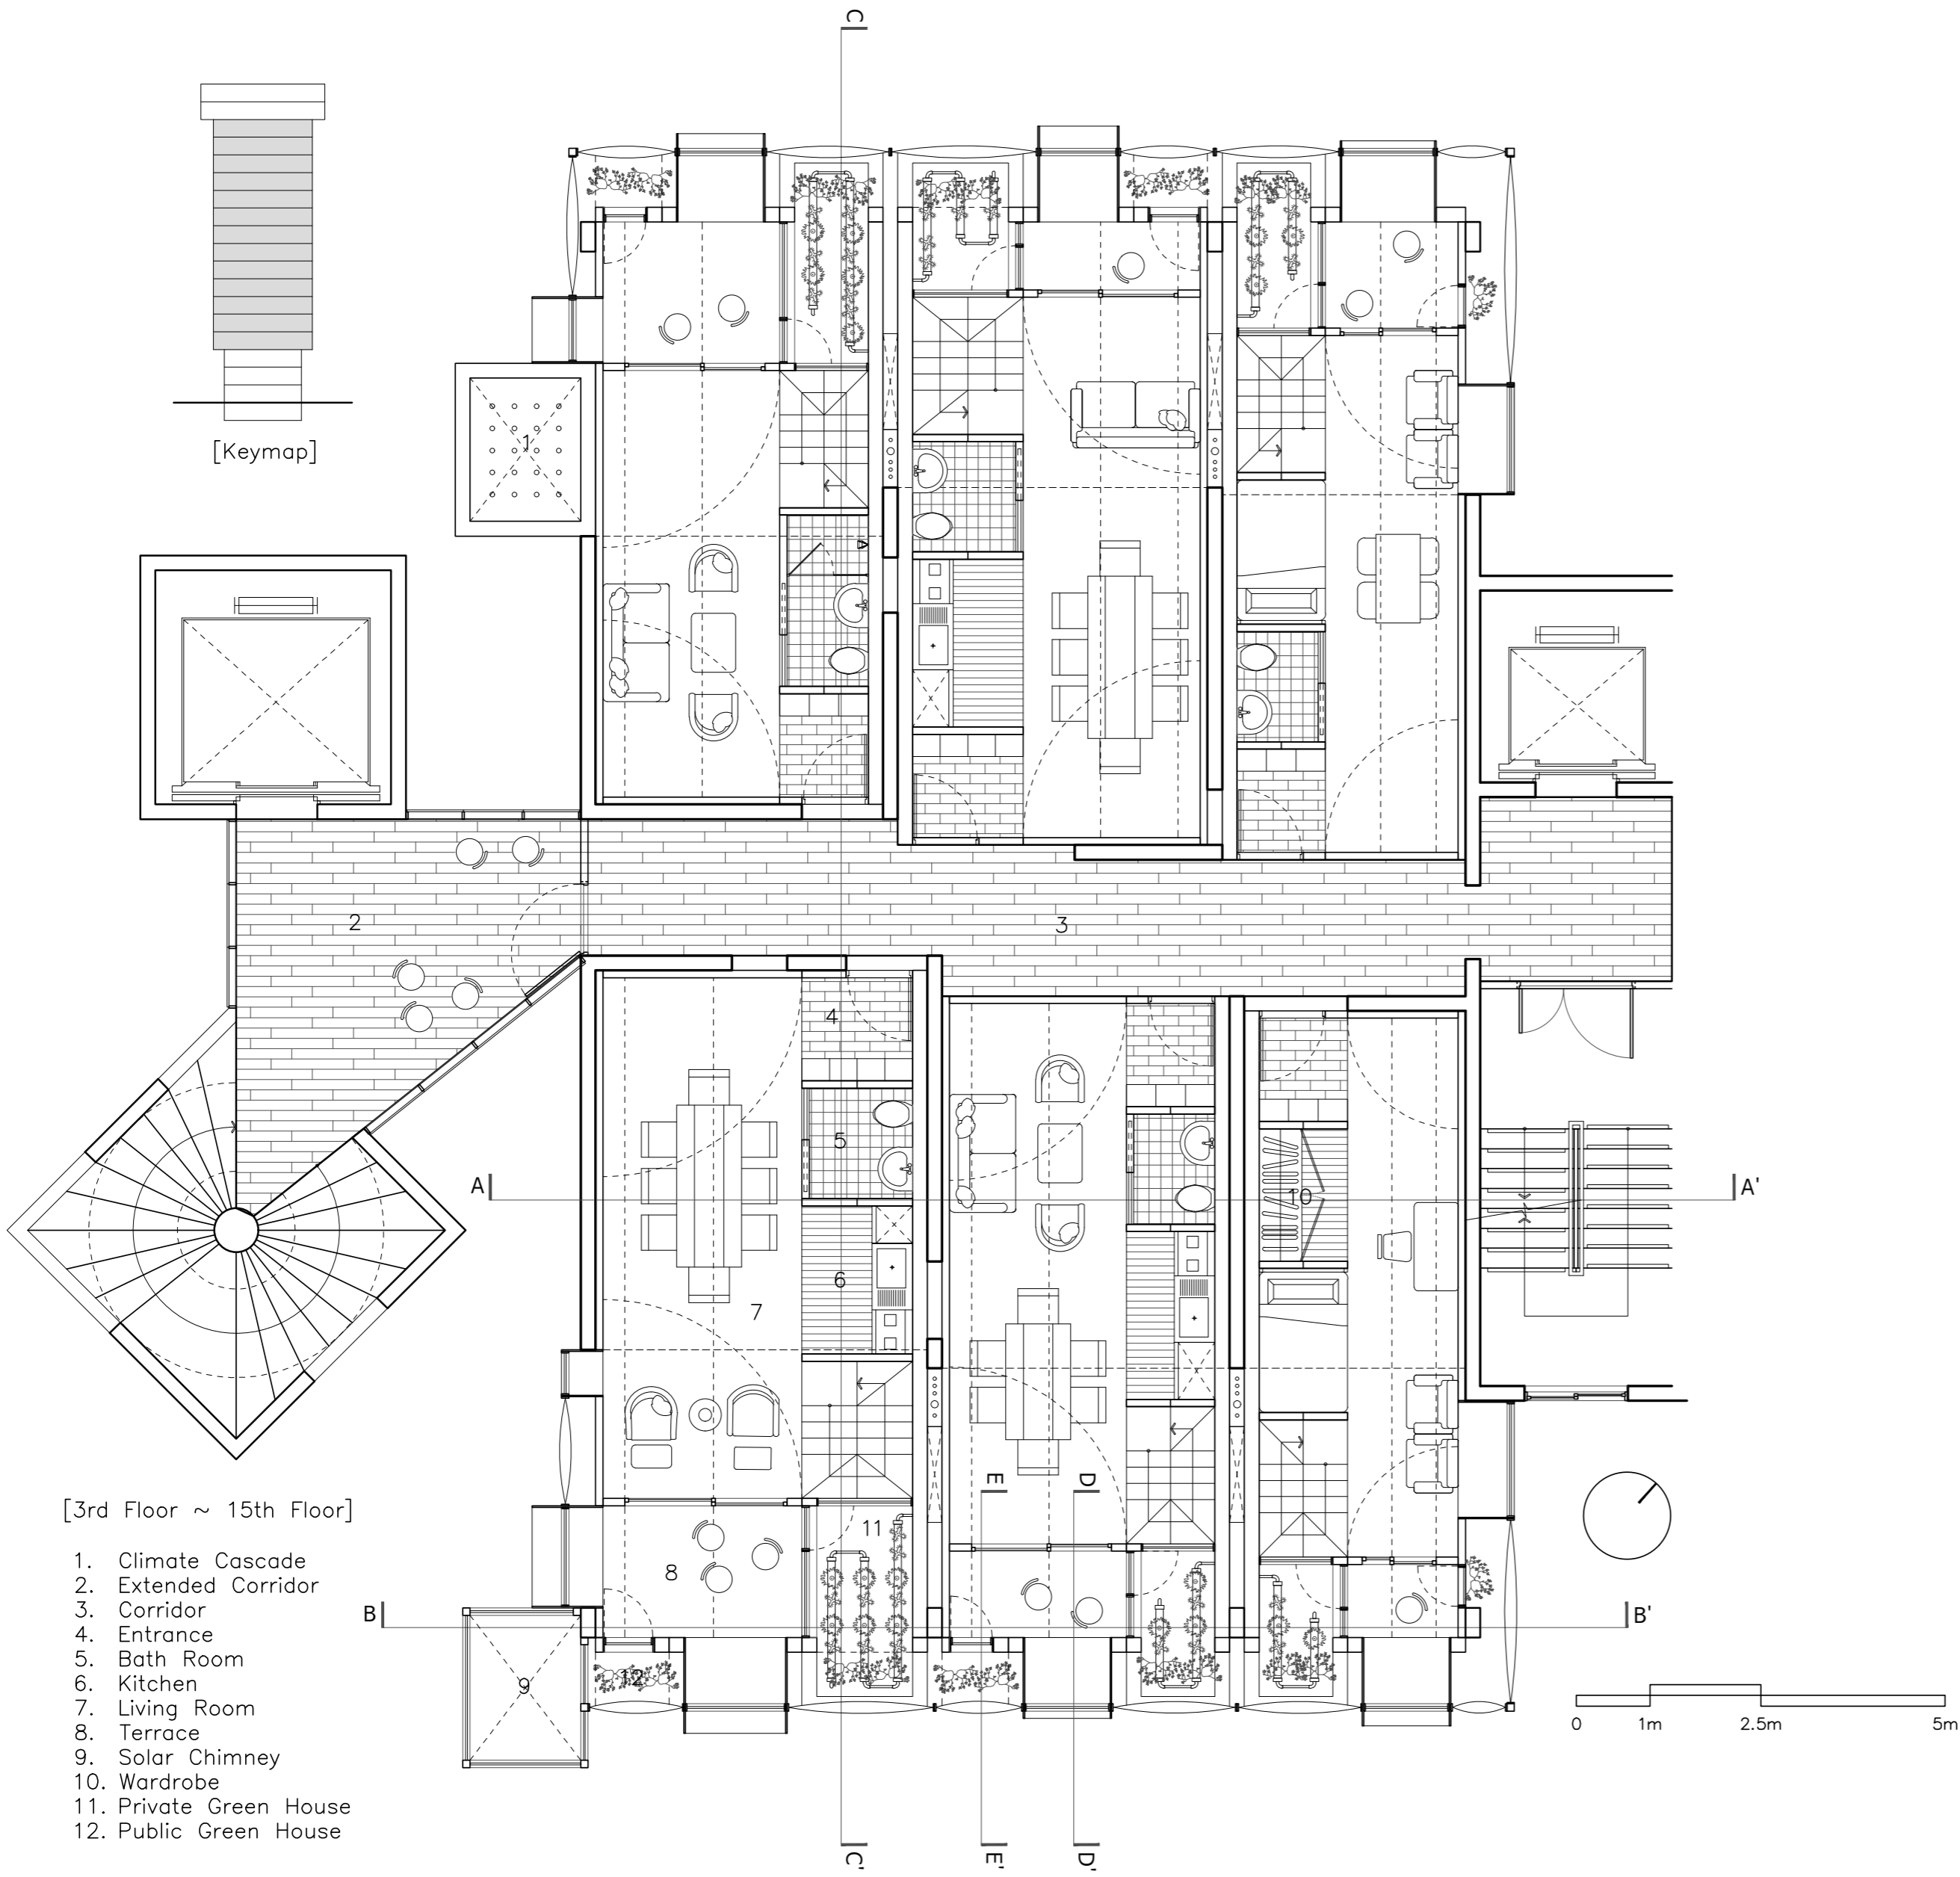 C
[Keymap]
1
2
3
4
5
A
A'
10
6
7
E
D
[3rd Floor ~ 15th Floor]
11
1. Climate Cascade
8
2. Extended Corridor
3. Corridor
B
B'
4. Entrance
5. Bath Room
12
9
6. Kitchen
7. Living Room
8. Terrace
0 1m 2.5m 5m
9. Solar Chimney
10. Wardrobe
11. Private Green House
12. Public Green House
C'
E'
D'